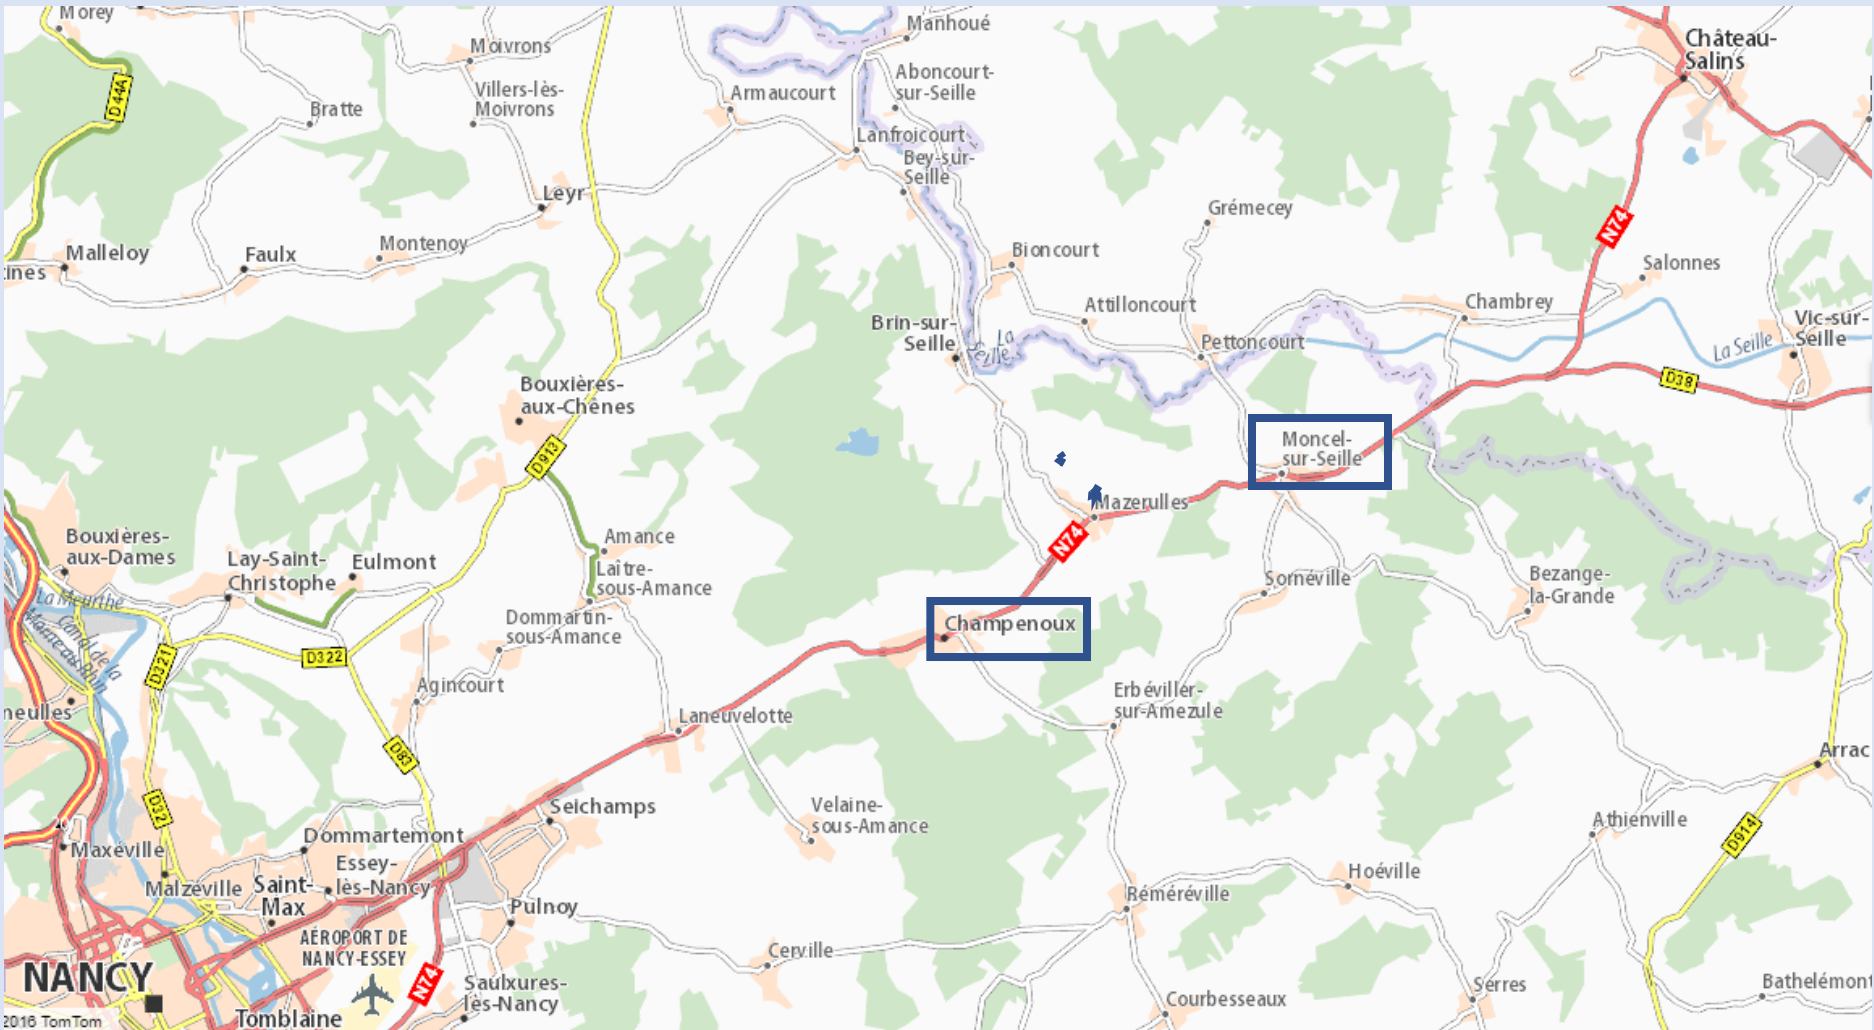 Morey
Moivrons
Manhoué
Château-
Salins
D44A
Villers-lès-
Moivrons
Aboncourt-
sur-Seille
Armaucourt
Bratte
Lanfroicourt
Bey-sur-
Seille
Leyr
Grémecey
N74
Malleloy
Faulx
Montenoy
Bioncourt
Salonnes
ines
Attilloncourt
Chambrey
Brin-sur-
Seille
La
Seille
Pettoncourt
La Seille
Vic-sur-
Seille
D38
Bouxières-
aux-Chênes
D913
Moncel-
sur-Seille
Mazerulles
N74
Bouxières-
aux-Dames
Lay-Saint-
Christophe
Eulmont
Amance
Laître-
sous-Amance
Sornéville
Bezange-
la-Grande
La Meurthe
Canal de la
Marne au Rhin
Dommartin-
sous-Amance
Champenoux
D321
D322
Agincourt
Erbéviller-
sur-Amezule
neulles
Laneuvelotte
D83
Arrac
D32
Seichamps
Velaine-
sous-Amance
Athienville
D914
Dommartemont
Maxéville
Essey-
lès-Nancy
Malzéville
Saint-
Max
Hoéville
Réméréville
Pulnoy
AÉROPORT DE
NANCY-ESSEY
Cerville
NANCY
N74
Saulxures-
lès-Nancy
Serres
Bathelémont
Courbesseaux
Tomblaine
2016 TomTom